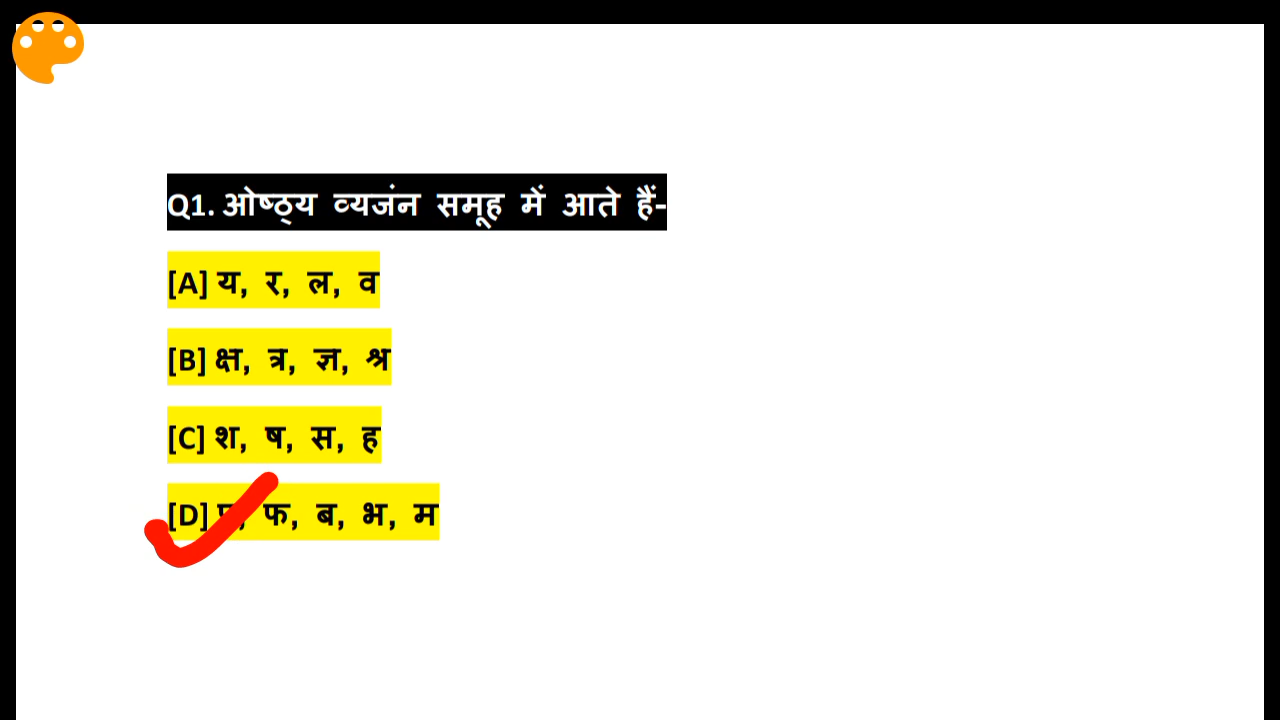 Q1. ओष्ठ्य व्यजंन समूह में आते हैं-
[A] य, र, ल, व
[B] क्ष, त्र, ज्ञ, श्र
[C] श, ष, स, ह
[D] प, फ, ब, भ, म